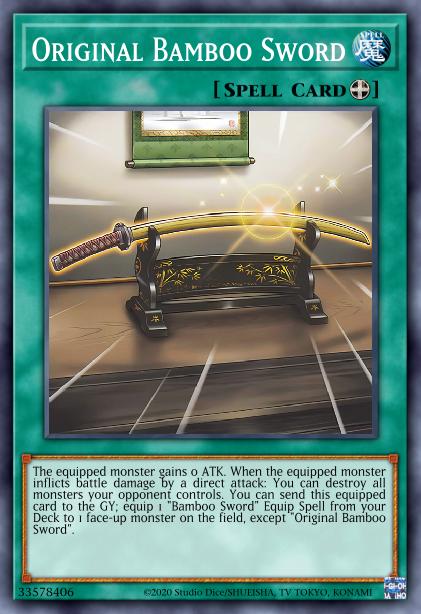 ORIGINAL BAMBOO SWORD
SPELL
魔
[SPELL CARD]
The equipped monster gains 0 ATK. When the equipped monster
inflicts battle damage by a direct attack: You can destroy all
monsters your opponent controls. You can send this equipped
card to the GY; equip 1 "Bamboo Sword" Equip Spell from your
Deck to 1 face-up monster on the field, except "Original Bamboo
Sword".
33578406
©2020 Studio Dice/SHUEISHA, TV TOKYO, KONAMI